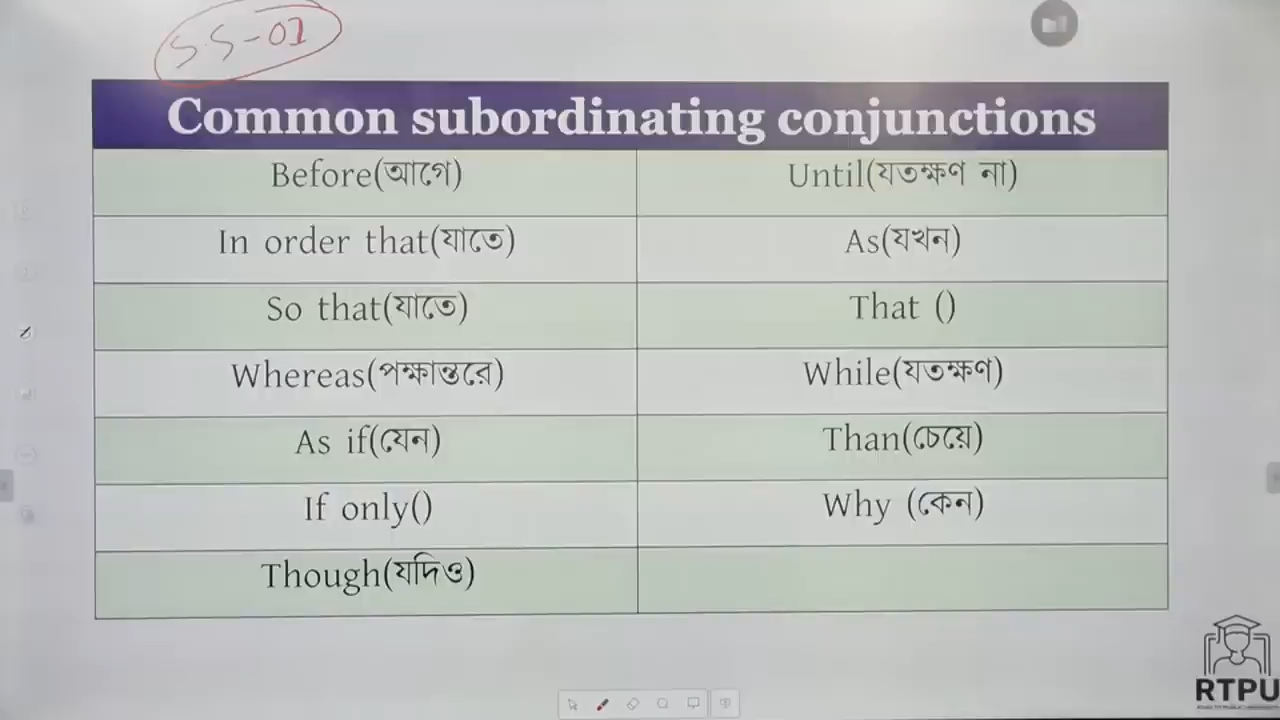 SS-01
Common subordinating conjunctions
Before(আগে) Until(যতক্ষণ না)
In order that(যাতে) As(যখন)
So that(যাতে) That ()
Whereas(পক্ষান্তরে) While(যতক্ষণ)
As if(যেন) Than(চেয়ে)
If only() Why (কেন)
Though(যদিও)
RTPU